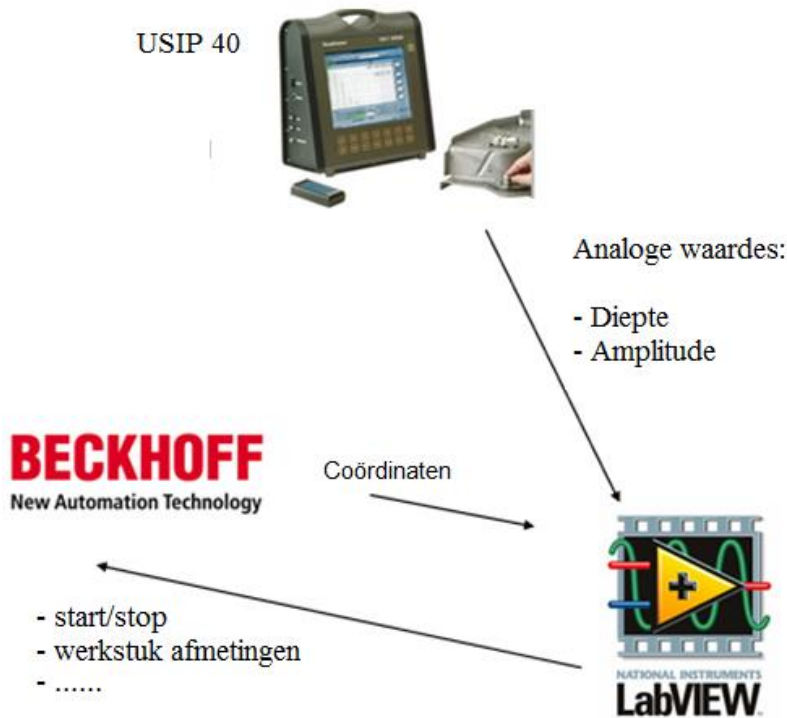 USIP 40
Analoge waardes:
- Diepte
- Amplitude
BECKHOFF
New Automation Technology
Coördinaten
- start/stop
- werkstuk afmetingen
- ......
NATIONAL INSTRUMENTS
LabVIEW